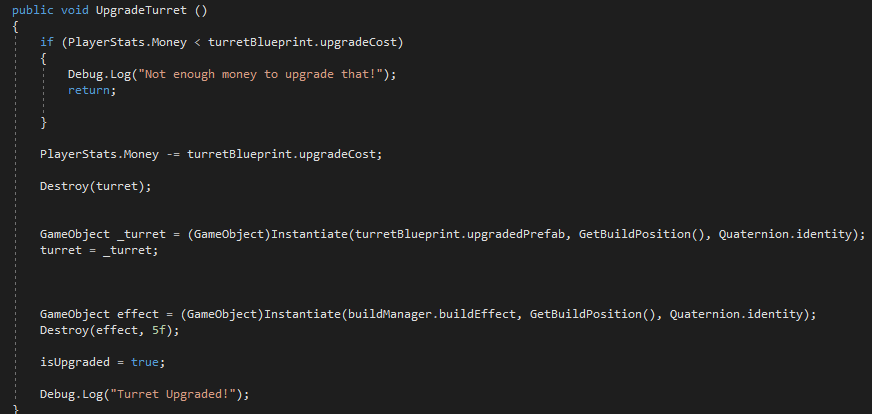 public void UpgradeTurret ()
{
if (PlayerStats.Money < turretBlueprint.upgradeCost)
{
Debug.Log("Not enough money to upgrade that!");
return;
}
PlayerStats.Money -= turretBlueprint.upgradeCost;
Destroy(turret);
GameObject _turret = (GameObject)Instantiate(turretBlueprint.upgradedPrefab, GetBuildPosition(), Quaternion.identity);
turret = _turret;
GameObject effect = (GameObject)Instantiate(buildManager.buildEffect, GetBuildPosition(), Quaternion.identity);
Destroy(effect, 5f);
isUpgraded = true;
Debug.Log("Turret Upgraded!");
}